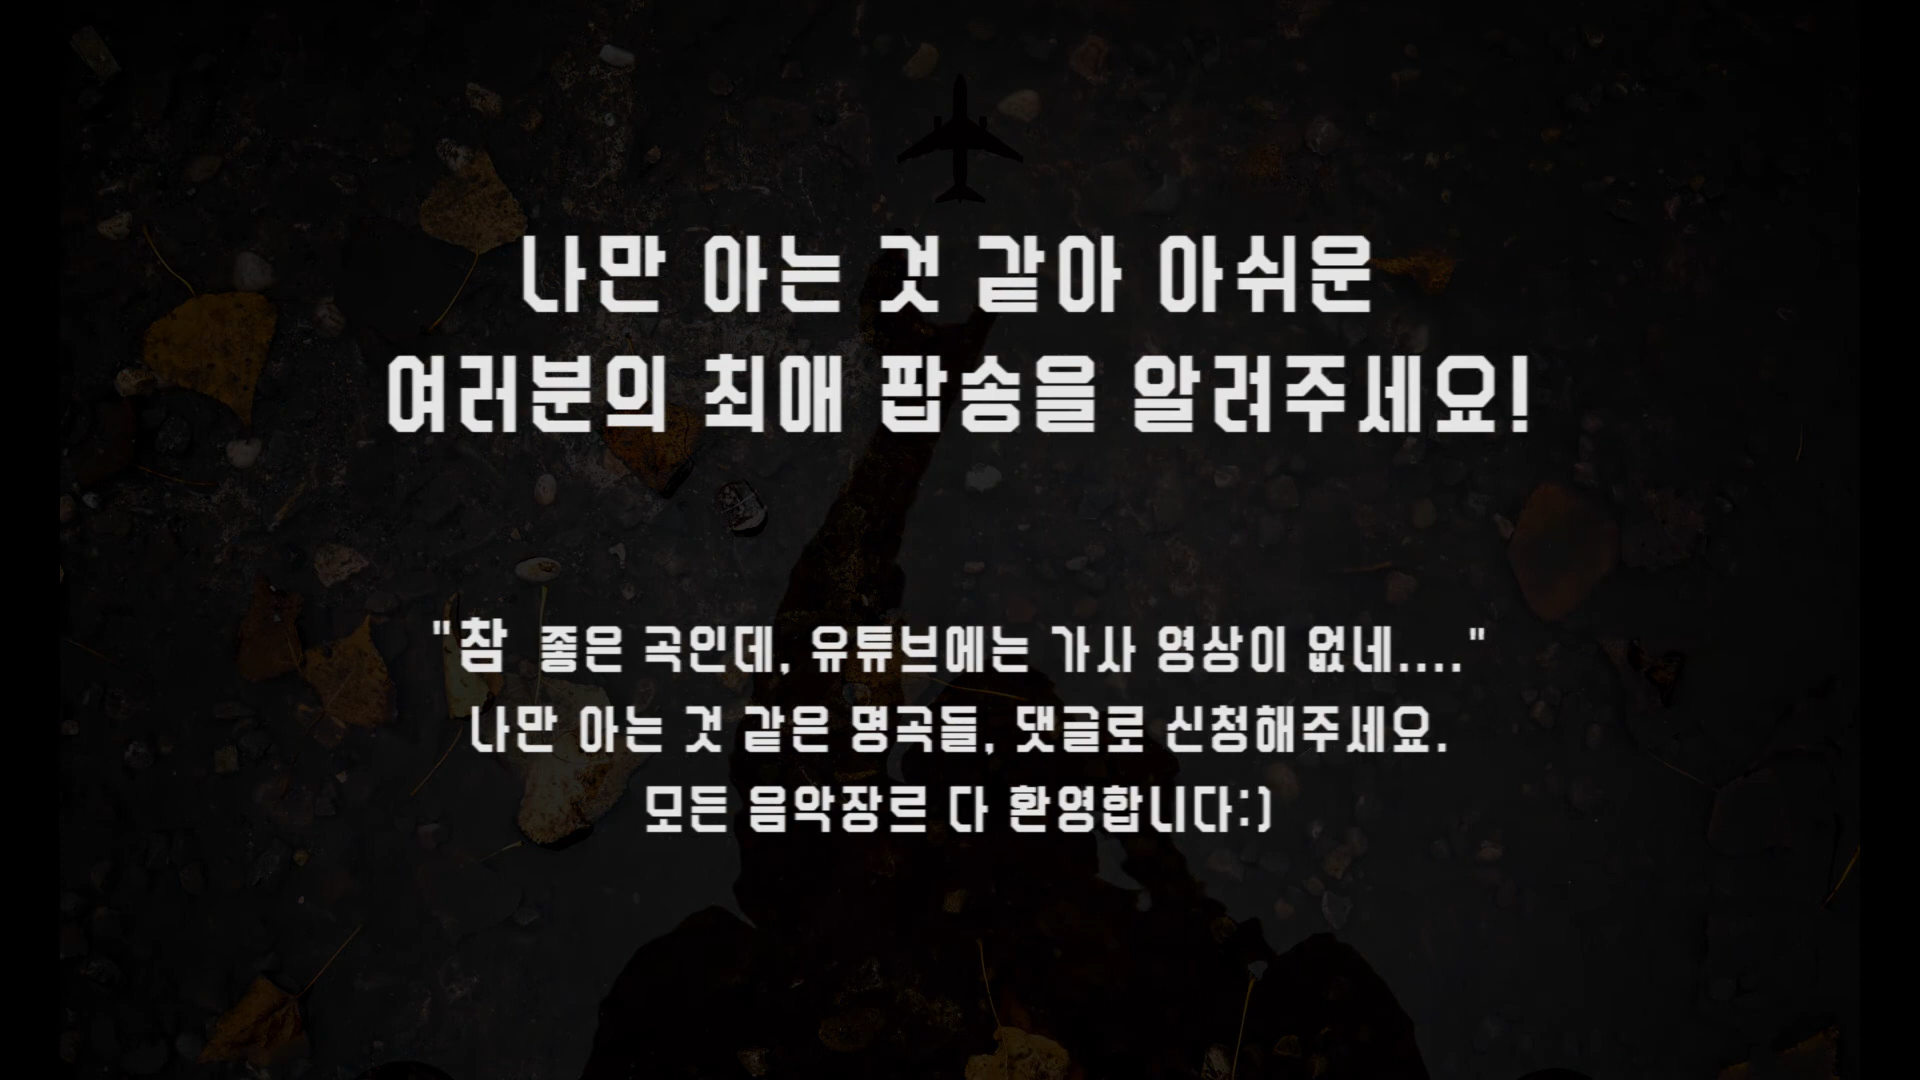 나만 아는 것 같아 아쉬운
여러분의 최애 팝송을 알려주세요!
"참 좋은 곡인데, 유튜브에는 가사 영상이 없네...."
나만 아는 것 같은 명곡들, 댓글로 신청해주세요.
모든 음악장르 다 환영합니다:)